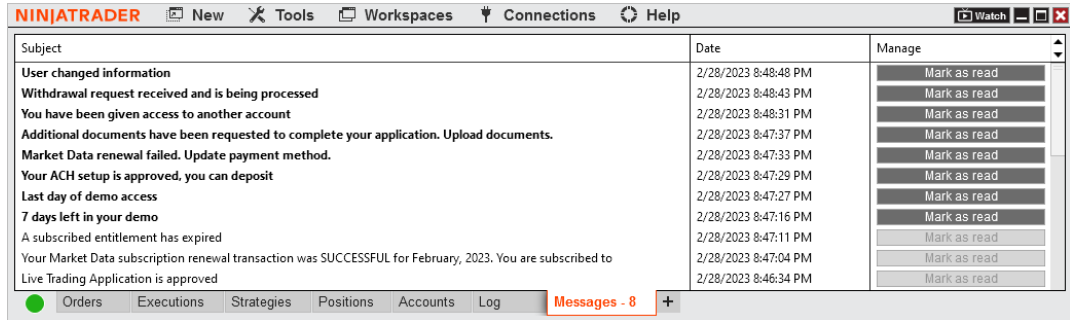 NINJATRADER New Tools Workspaces Connections Help Watch
Subject Date Manage
User changed information 2/28/2023 8:48:48 PM Mark as read
Withdrawal request received and is being processed 2/28/2023 8:48:43 PM Mark as read
You have been given access to another account 2/28/2023 8:48:31 PM Mark as read
Additional documents have been requested to complete your application. Upload documents. 2/28/2023 8:47:37 PM Mark as read
Market Data renewal failed. Update payment method. 2/28/2023 8:47:33 PM Mark as read
Your ACH setup is approved, you can deposit 2/28/2023 8:47:29 PM Mark as read
Last day of demo access 2/28/2023 8:47:27 PM Mark as read
7 days left in your demo 2/28/2023 8:47:16 PM Mark as read
A subscribed entitlement has expired 2/28/2023 8:47:11 PM Mark as read
Your Market Data subscription renewal transaction was SUCCESSFUL for February, 2023. You are subscribed to 2/28/2023 8:47:04 PM Mark as read
Live Trading Application is approved 2/28/2023 8:46:34 PM Mark as read
Orders Executions Strategies Positions Accounts Log Messages - 8 +